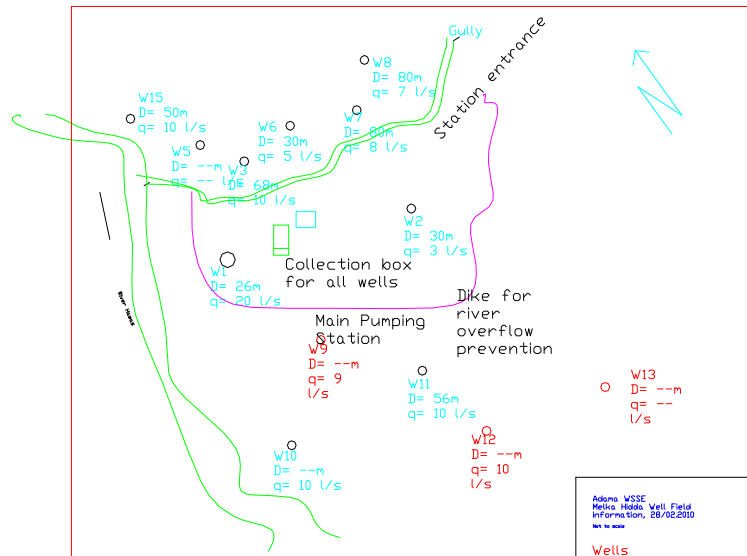 Gully
Station entrance
W8
D= 80m
q= 7 l/s
W15
D= 50m
q= 10 l/s
W7
D= 80m
q= 8 l/s
W6
D= 30m
q= 5 l/s
W5
D= --m
q= -- l/s
W3
D= 68m
q= 10 l/s
W2
D= 30m
q= 3 l/s
W1
D= 26m
q= 20 l/s
Collection box
for all wells
Dike for
river
overflow
prevention
Main Pumping
Station
W9
D= --m
q= 9
l/s
W11
D= 56m
q= 10 l/s
W13
D= --m
q= --
l/s
W12
D= --m
q= 10
l/s
W10
D= --m
q= 10 l/s
Adama WSSE
Melka Hidda Well Field
information, 26/02.2010
Not to scale
Wells